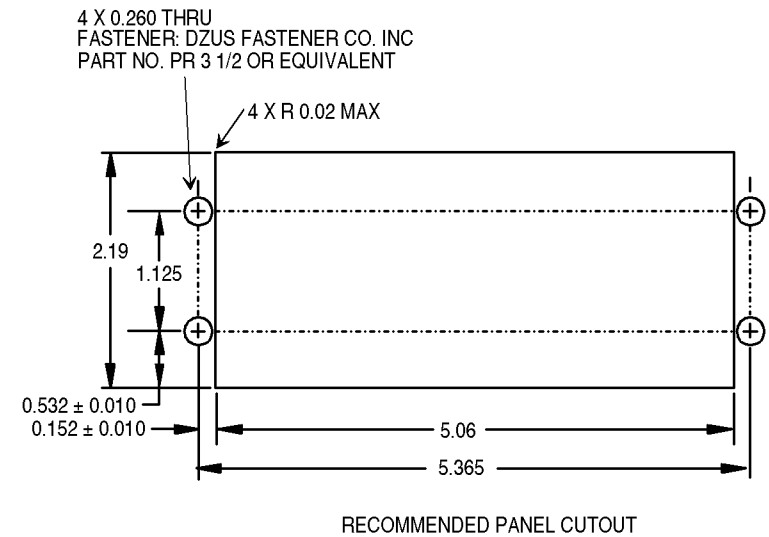 4 X 0.260 THRU
FASTENER: DZUS FASTENER CO. INC
PART NO. PR 3 1/2 OR EQUIVALENT
4 X R 0.02 MAX
2.19
1.125
0.532 ± 0.010
0.152 ± 0.010
5.06
5.365
RECOMMENDED PANEL CUTOUT